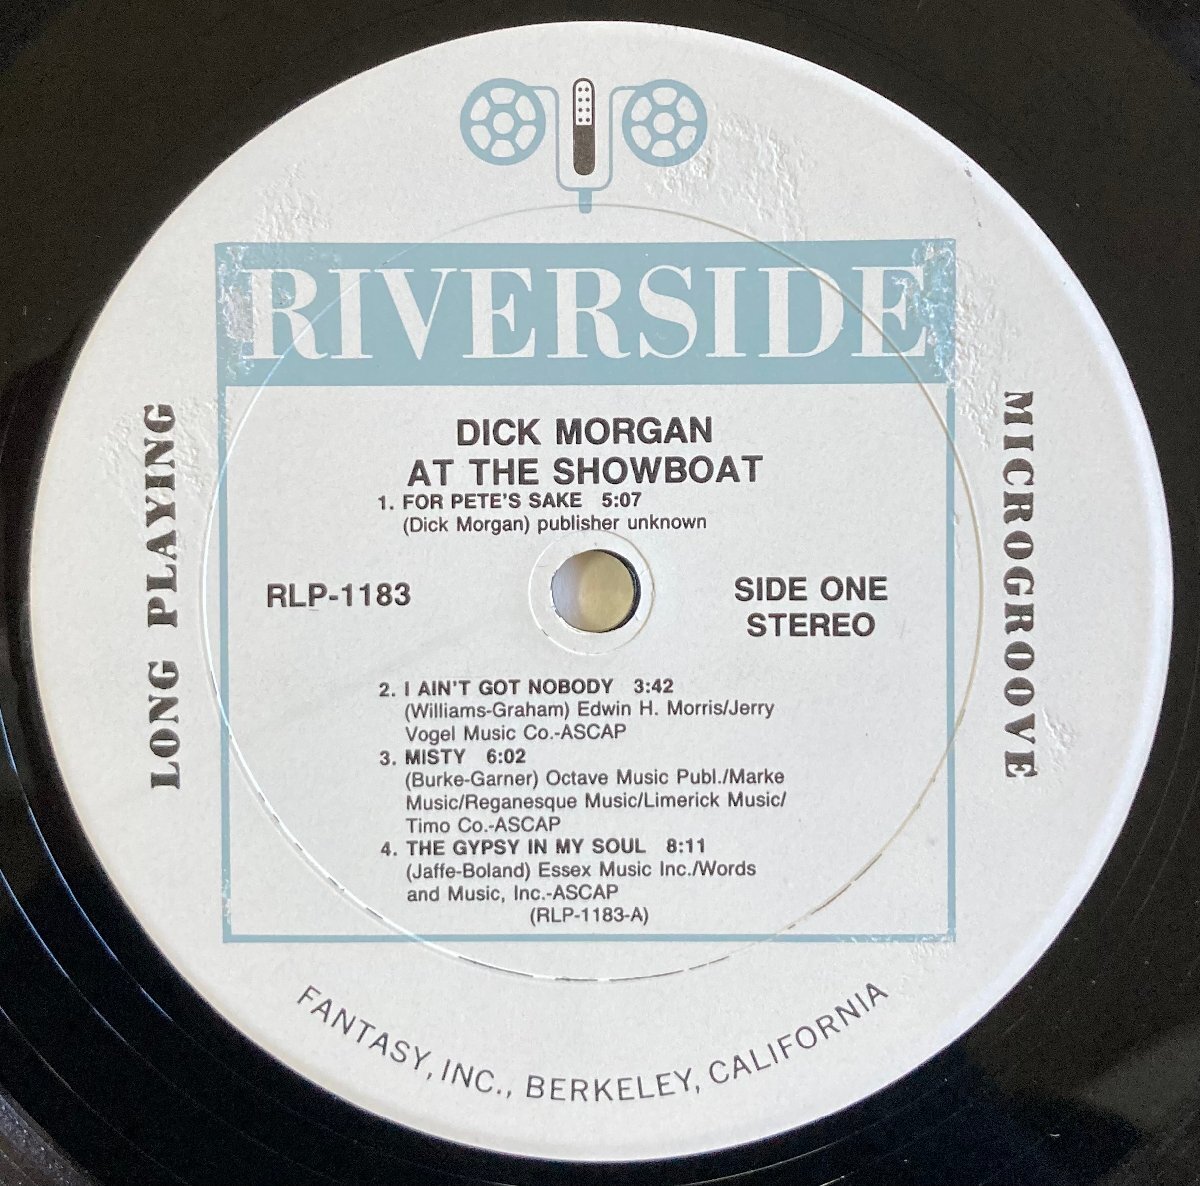 RIVERSIDE
DICK MORGAN
AT THE SHOWBOAT
1. FOR PETE'S SAKE 5:07
(Dick Morgan) publisher unknown
RLP-1183
SIDE ONE
STEREO
2. I AIN'T GOT NOBODY 3:42
(Williams-Graham) Edwin H. Morris/Jerry
Vogel Music Co.-ASCAP
3. MISTY 6:02
(Burke-Garner) Octave Music Publ./Marke
Music/Reganesque Music/Limerick Music/
Timo Co.-ASCAP
4. THE GYPSY IN MY SOUL 8:11
(Jaffe-Boland) Essex Music Inc./Words
and Music, Inc.-ASCAP
(RLP-1183-A)
LONG PLAYING
MICROGROOVE
FANTASY, INC., BERKELEY, CALIFORNIA